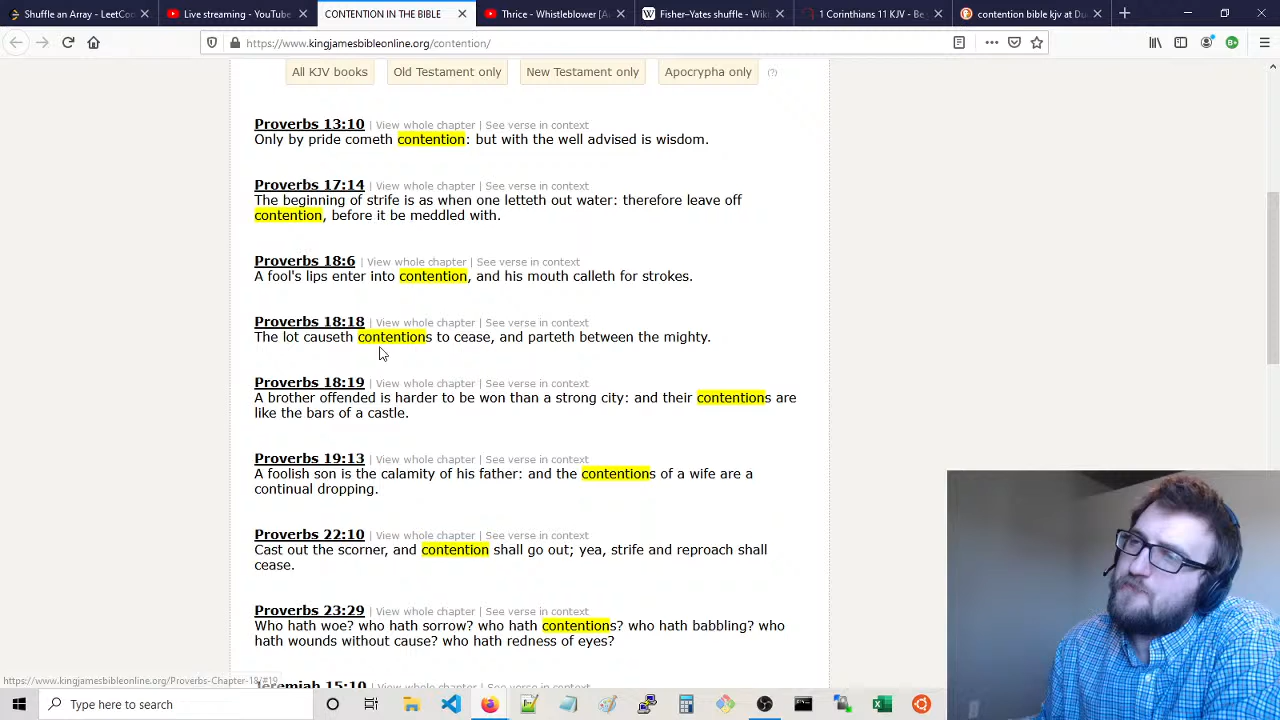 Shuffle an Array - LeetCo
Live streaming - YouTube
CONTENTION IN THE BIBLE
Thrice - Whistleblower [A
Fisher–Yates shuffle - Wiki
1 Corinthians 11 KJV - Be
contention bible kjv at Du
https://www.kingjamesbibleonline.org/contention/
All KJV books
Old Testament only
New Testament only
Apocrypha only
(?)
Proverbs 13:10 | View whole chapter | See verse in context
Only by pride cometh contention: but with the well advised is wisdom.
Proverbs 17:14 | View whole chapter | See verse in context
The beginning of strife is as when one letteth out water: therefore leave off
contention, before it be meddled with.
Proverbs 18:6 | View whole chapter | See verse in context
A fool's lips enter into contention, and his mouth calleth for strokes.
Proverbs 18:18 | View whole chapter | See verse in context
The lot causeth contentions to cease, and parteth between the mighty.
Proverbs 18:19 | View whole chapter | See verse in context
A brother offended is harder to be won than a strong city: and their contentions are
like the bars of a castle.
Proverbs 19:13 | View whole chapter | See verse in context
A foolish son is the calamity of his father: and the contentions of a wife are a
continual dropping.
Proverbs 22:10 | View whole chapter | See verse in context
Cast out the scorner, and contention shall go out; yea, strife and reproach shall
cease.
Proverbs 23:29 | View whole chapter | See verse in context
Who hath woe? who hath sorrow? who hath contentions? who hath babbling? who
hath wounds without cause? who hath redness of eyes?
Jeremiah 15:10
https://www.kingjamesbibleonline.org/Proverbs-Chapter-18/#19
Type here to search